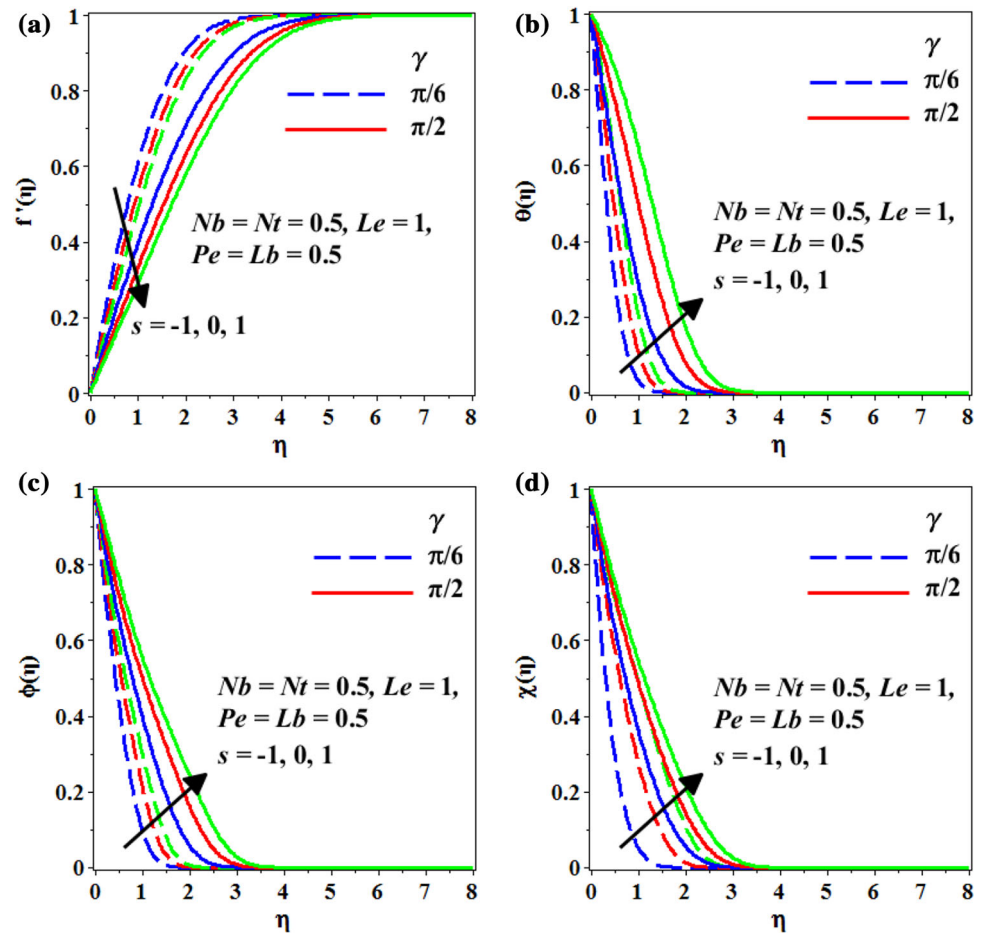 (a)
1
0.8
0.6
0.4
0.2
0
f '(η)
γ
π/6
π/2
Nb = Nt = 0.5, Le = 1,
Pe = Lb = 0.5
s = -1, 0, 1
0 1 2 3 4 5 6 7 8
η
(b)
1
0.8
0.6
0.4
0.2
0
θ(η)
γ
π/6
π/2
Nb = Nt = 0.5, Le = 1,
Pe = Lb = 0.5
s = -1, 0, 1
0 1 2 3 4 5 6 7 8
η
(c)
1
0.8
0.6
0.4
0.2
0
ϕ(η)
γ
π/6
π/2
Nb = Nt = 0.5, Le = 1,
Pe = Lb = 0.5
s = -1, 0, 1
0 1 2 3 4 5 6 7 8
η
(d)
1
0.8
0.6
0.4
0.2
0
χ(η)
γ
π/6
π/2
Nb = Nt = 0.5, Le = 1,
Pe = Lb = 0.5
s = -1, 0, 1
0 1 2 3 4 5 6 7 8
η